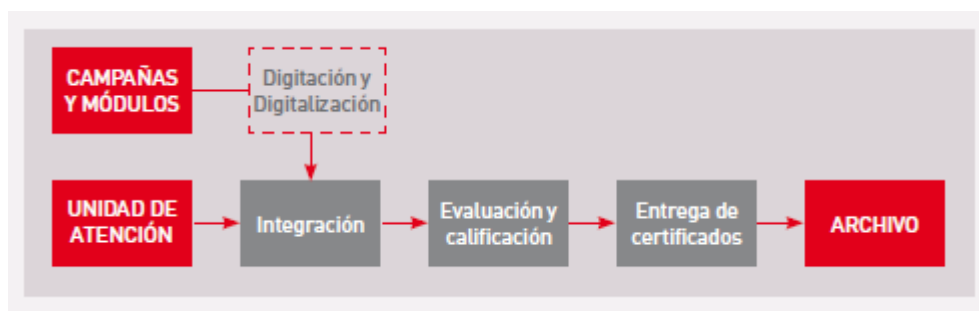 CAMPAÑAS
Y MÓDULOS
Digitación y
Digitalización
UNIDAD DE
ATENCIÓN
Integración
Evaluación y
calificación
Entrega de
certificados
ARCHIVO